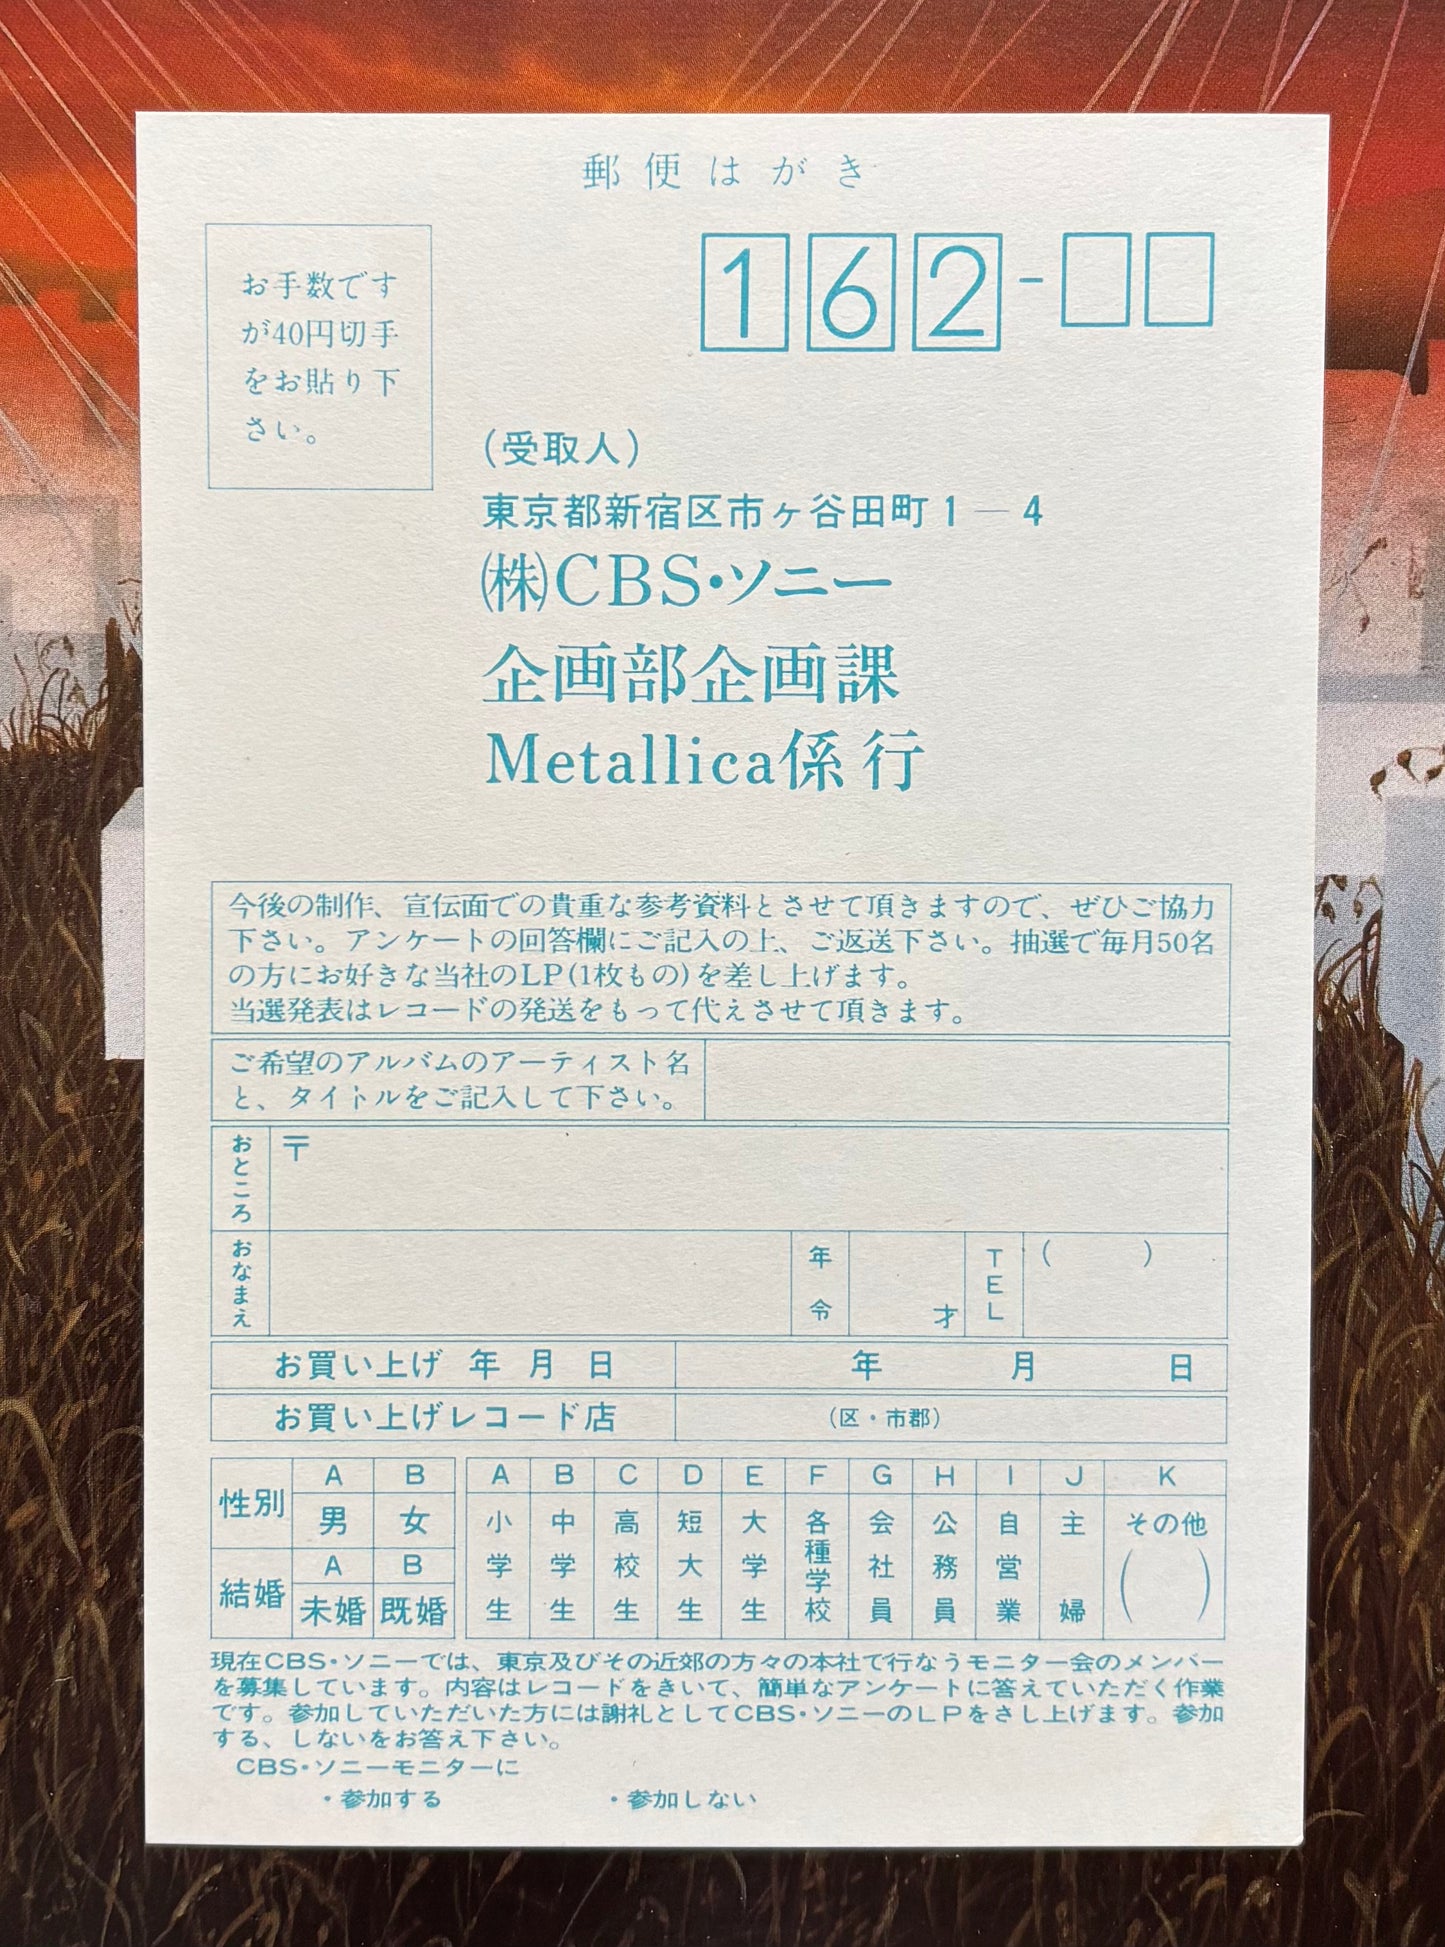 郵便はがき
お手数です
が40円切手
をお貼り下
さい。
162-
(受取人)
東京都新宿区市ヶ谷田町1—4
㈱CBS・ソニー
企画部企画課
Metallica係 行
今後の制作、宣伝面での貴重な参考資料とさせて頂きますので、ぜひご協力
下さい。アンケートの回答欄にご記入の上、ご返送下さい。抽選で毎月50名
の方にお好きな当社のLP(1枚もの)を差し上げます。
当選発表はレコードの発送をもって代えさせて頂きます。
ご希望のアルバムのアーティスト名
と、タイトルをご記入して下さい。
おところ 〒
おなまえ 年令 才 TEL ( )
お買い上げ 年 月 日 年 月 日
お買い上げレコード店 (区・市郡)
性別 A 男 B 女
結婚 A 未婚 B 既婚
A 小学生
B 中学生
C 高校生
D 短大生
E 大学生
F 各種学校
G 会社員
H 公務員
I 自営業
J 主婦
K その他 ( )
現在CBS・ソニーでは、東京及びその近郊の方々の本社で行なうモニター会のメンバー
を募集しています。内容はレコードをきいて、簡単なアンケートに答えていただく作業
です。参加していただいた方には謝礼としてCBS・ソニーのLPをさし上げます。参加
する、しないをお答え下さい。
CBS・ソニーモニターに
・参加する ・参加しない